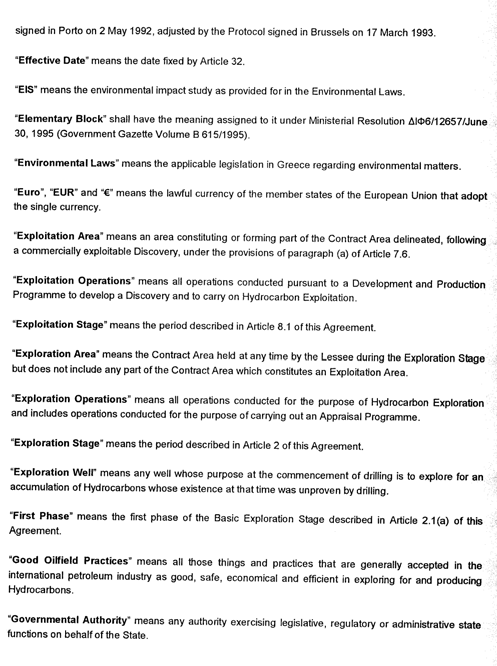 signed in Porto on 2 May 1992, adjusted by the Protocol signed in Brussels on 17 March 1993.
"Effective Date" means the date fixed by Article 32.
"EIS" means the environmental impact study as provided for in the Environmental Laws.
"Elementary Block" shall have the meaning assigned to it under Ministerial Resolution ΔΙΦ6/12657/June
30, 1995 (Government Gazette Volume B 615/1995).
"Environmental Laws" means the applicable legislation in Greece regarding environmental matters.
"Euro", "EUR" and "€" means the lawful currency of the member states of the European Union that adopt
the single currency.
"Exploitation Area" means an area constituting or forming part of the Contract Area delineated, following
a commercially exploitable Discovery, under the provisions of paragraph (a) of Article 7.6.
"Exploitation Operations" means all operations conducted pursuant to a Development and Production
Programme to develop a Discovery and to carry on Hydrocarbon Exploitation.
"Exploitation Stage" means the period described in Article 8.1 of this Agreement.
"Exploration Area" means the Contract Area held at any time by the Lessee during the Exploration Stage
but does not include any part of the Contract Area which constitutes an Exploitation Area.
"Exploration Operations" means all operations conducted for the purpose of Hydrocarbon Exploration
and includes operations conducted for the purpose of carrying out an Appraisal Programme.
"Exploration Stage" means the period described in Article 2 of this Agreement.
"Exploration Well" means any well whose purpose at the commencement of drilling is to explore for an
accumulation of Hydrocarbons whose existence at that time was unproven by drilling.
"First Phase" means the first phase of the Basic Exploration Stage described in Article 2.1(a) of this
Agreement.
"Good Oilfield Practices" means all those things and practices that are generally accepted in the
international petroleum industry as good, safe, economical and efficient in exploring for and producing
Hydrocarbons.
"Governmental Authority" means any authority exercising legislative, regulatory or administrative state
functions on behalf of the State.